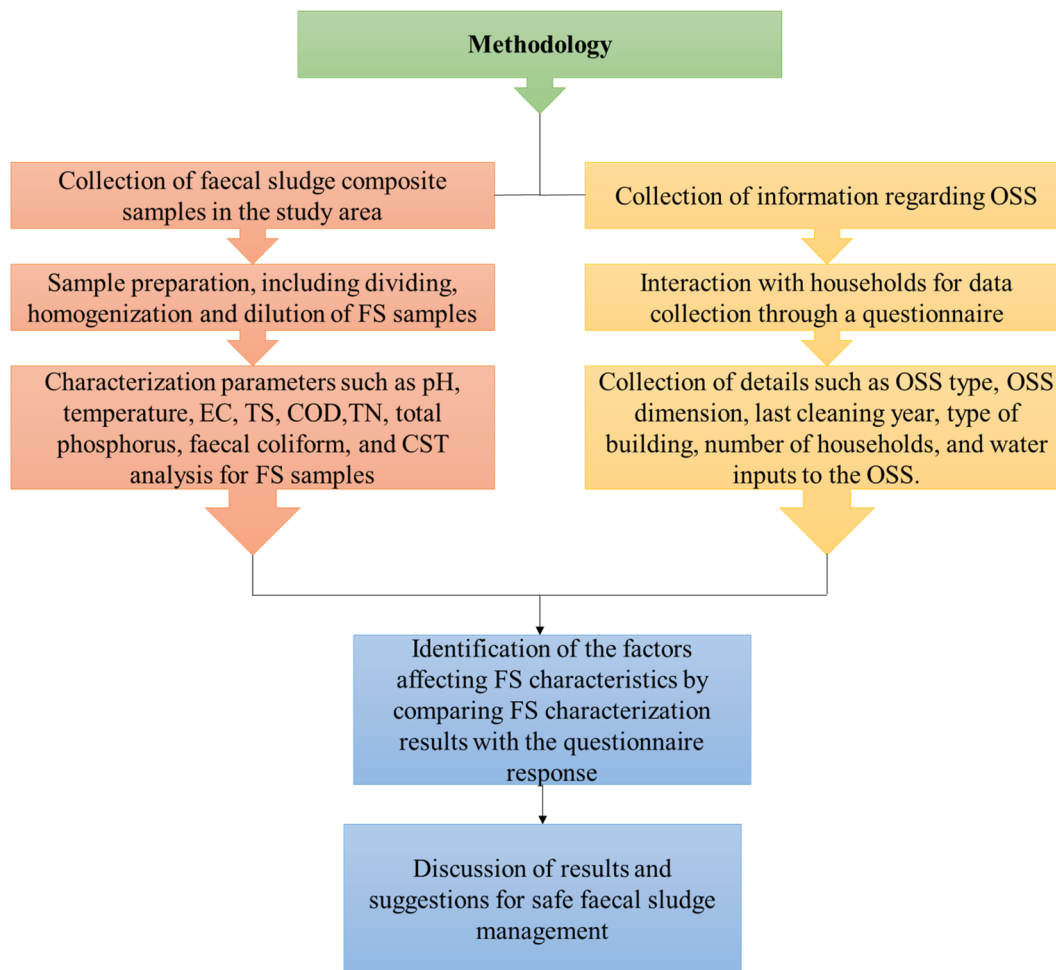 Methodology
Collection of faecal sludge composite
samples in the study area
Sample preparation, including dividing,
homogenization and dilution of FS samples
Characterization parameters such as pH,
temperature, EC, TS, COD,TN, total
phosphorus, faecal coliform, and CST
analysis for FS samples
Collection of information regarding OSS
Interaction with households for data
collection through a questionnaire
Collection of details such as OSS type, OSS
dimension, last cleaning year, type of
building, number of households, and water
inputs to the OSS.
Identification of the factors
affecting FS characteristics by
comparing FS characterization
results with the questionnaire
response
Discussion of results and
suggestions for safe faecal sludge
management